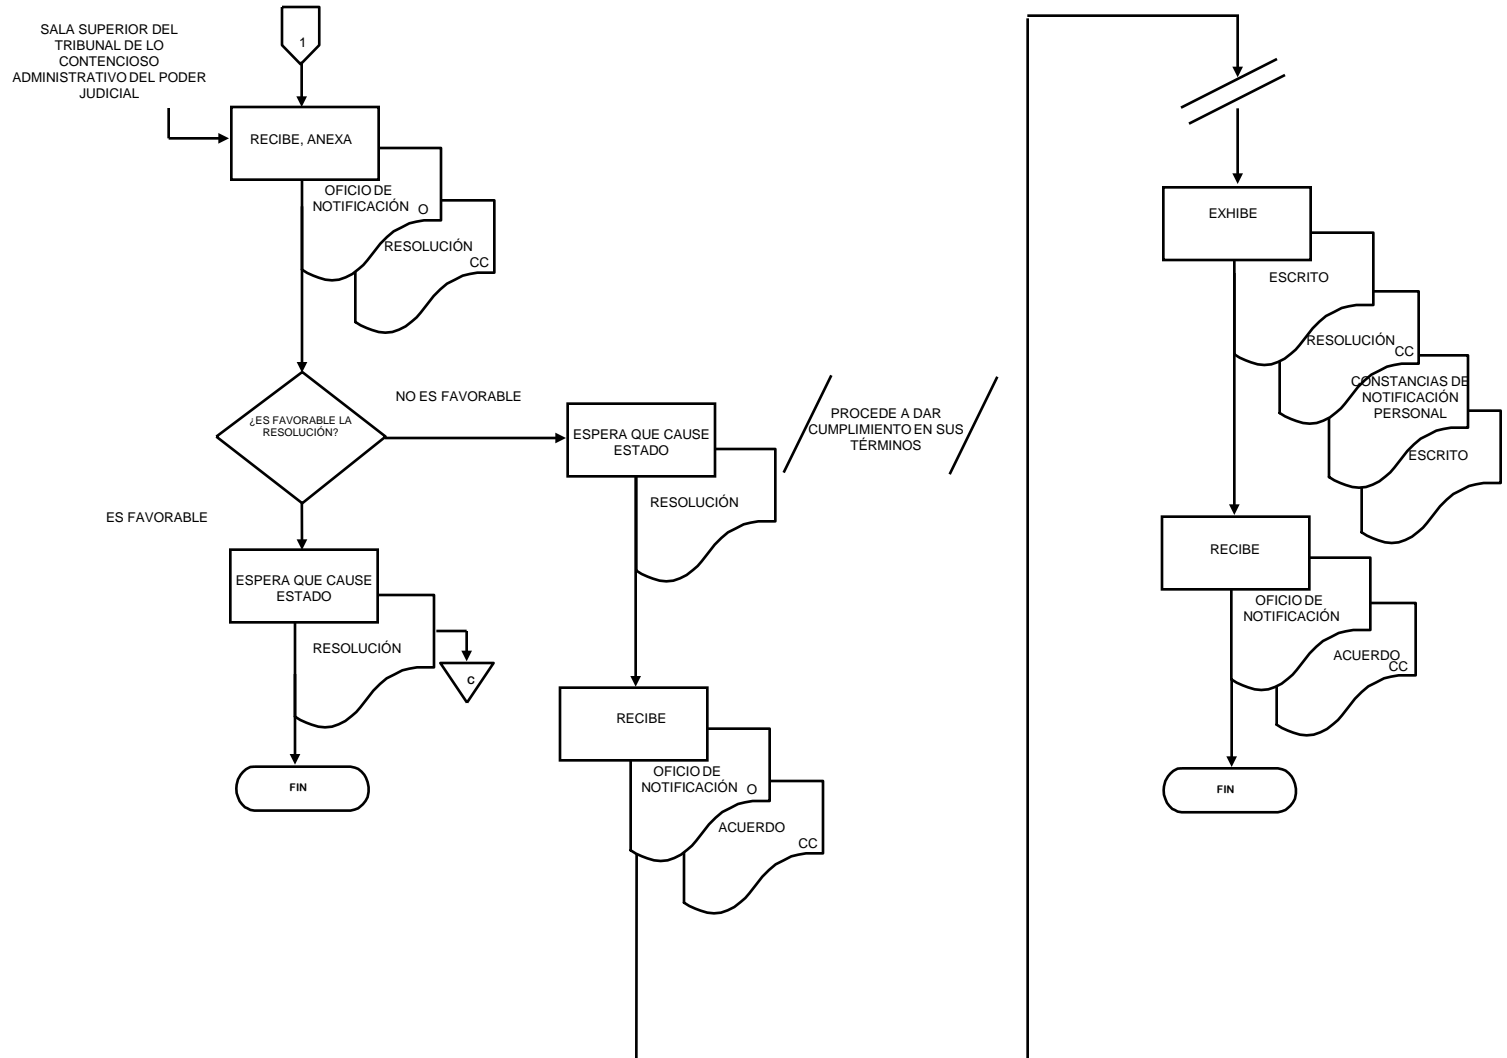 SALA SUPERIOR DEL
TRIBUNAL DE LO
CONTENCIOSO
ADMINISTRATIVO DEL PODER
JUDICIAL
1
RECIBE, ANEXA
OFICIO DE
NOTIFICACIÓN O
RESOLUCIÓN
CC
¿ES FAVORABLE LA
RESOLUCIÓN?
NO ES FAVORABLE
ES FAVORABLE
ESPERA QUE CAUSE
ESTADO
RESOLUCIÓN
C
FIN
ESPERA QUE CAUSE
ESTADO
RESOLUCIÓN
PROCEDE A DAR
CUMPLIMIENTO EN SUS
TÉRMINOS
RECIBE
OFICIO DE
NOTIFICACIÓN O
ACUERDO
CC
EXHIBE
ESCRITO
RESOLUCIÓN
CC
CONSTANCIAS DE
NOTIFICACIÓN
PERSONAL
ESCRITO
RECIBE
OFICIO DE
NOTIFICACIÓN
ACUERDO
CC
FIN